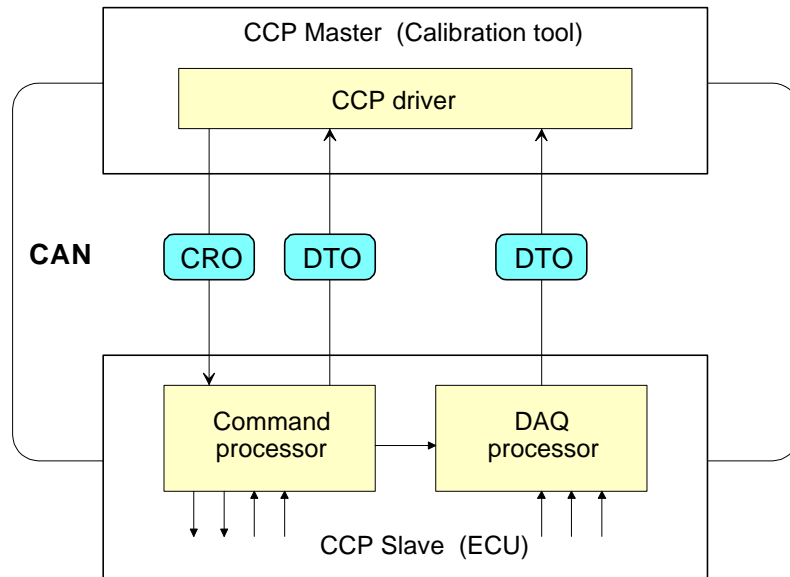 CCP Master (Calibration tool)
CCP driver
CAN
CRO
DTO
DTO
Command
processor
DAQ
processor
CCP Slave (ECU)